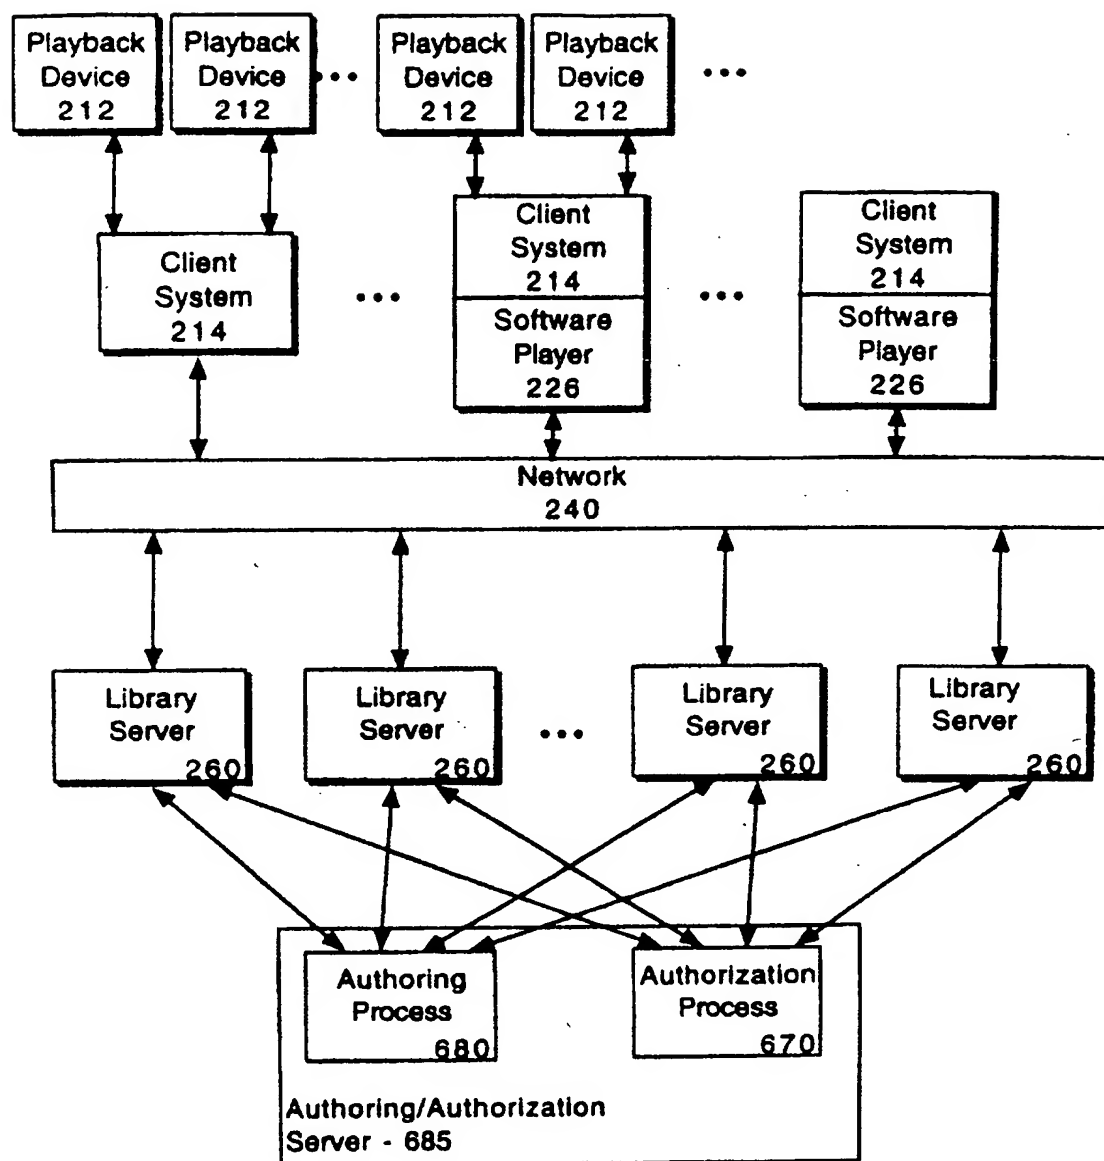 Playback
Device
212
Playback
Device
212
Playback
Device
212
Playback
Device
212
Client
System
214
Client
System
214
Software
Player
226
Client
System
214
Software
Player
226
Network
240
Library
Server
260
Library
Server
260
Library
Server
260
Library
Server
260
Authoring
Process
680
Authorization
Process
670
Authoring/Authorization
Server - 685